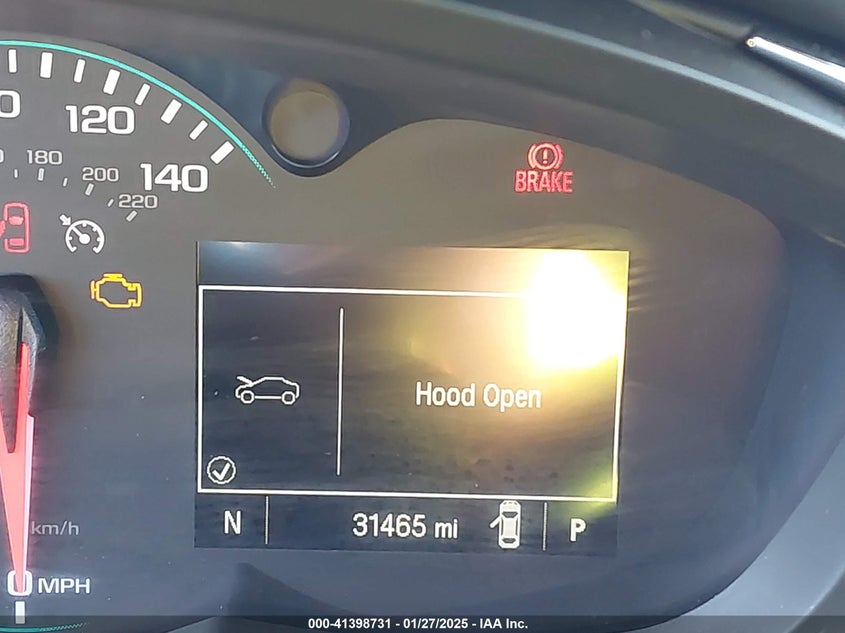 120
140
180
200
220
BRAKE
Hood Open
N
31465 mi
P
km/h
0 MPH
000-41398731 - 01/27/2025 - IAA Inc.